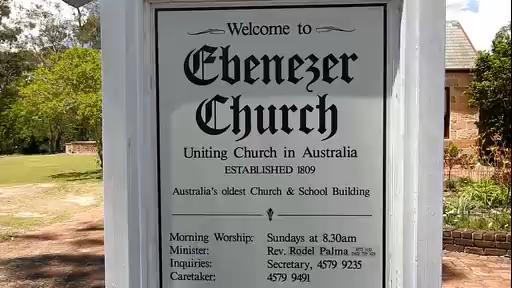 Welcome to
Ebenezer
Church
Uniting Church in Australia
ESTABLISHED 1809
Australia's oldest Church & School Building
Morning Worship: Sundays at 8.30am
Minister: Rev. Rodel Palma
Inquiries: Secretary, 4579 9235
Caretaker: 4579 9491